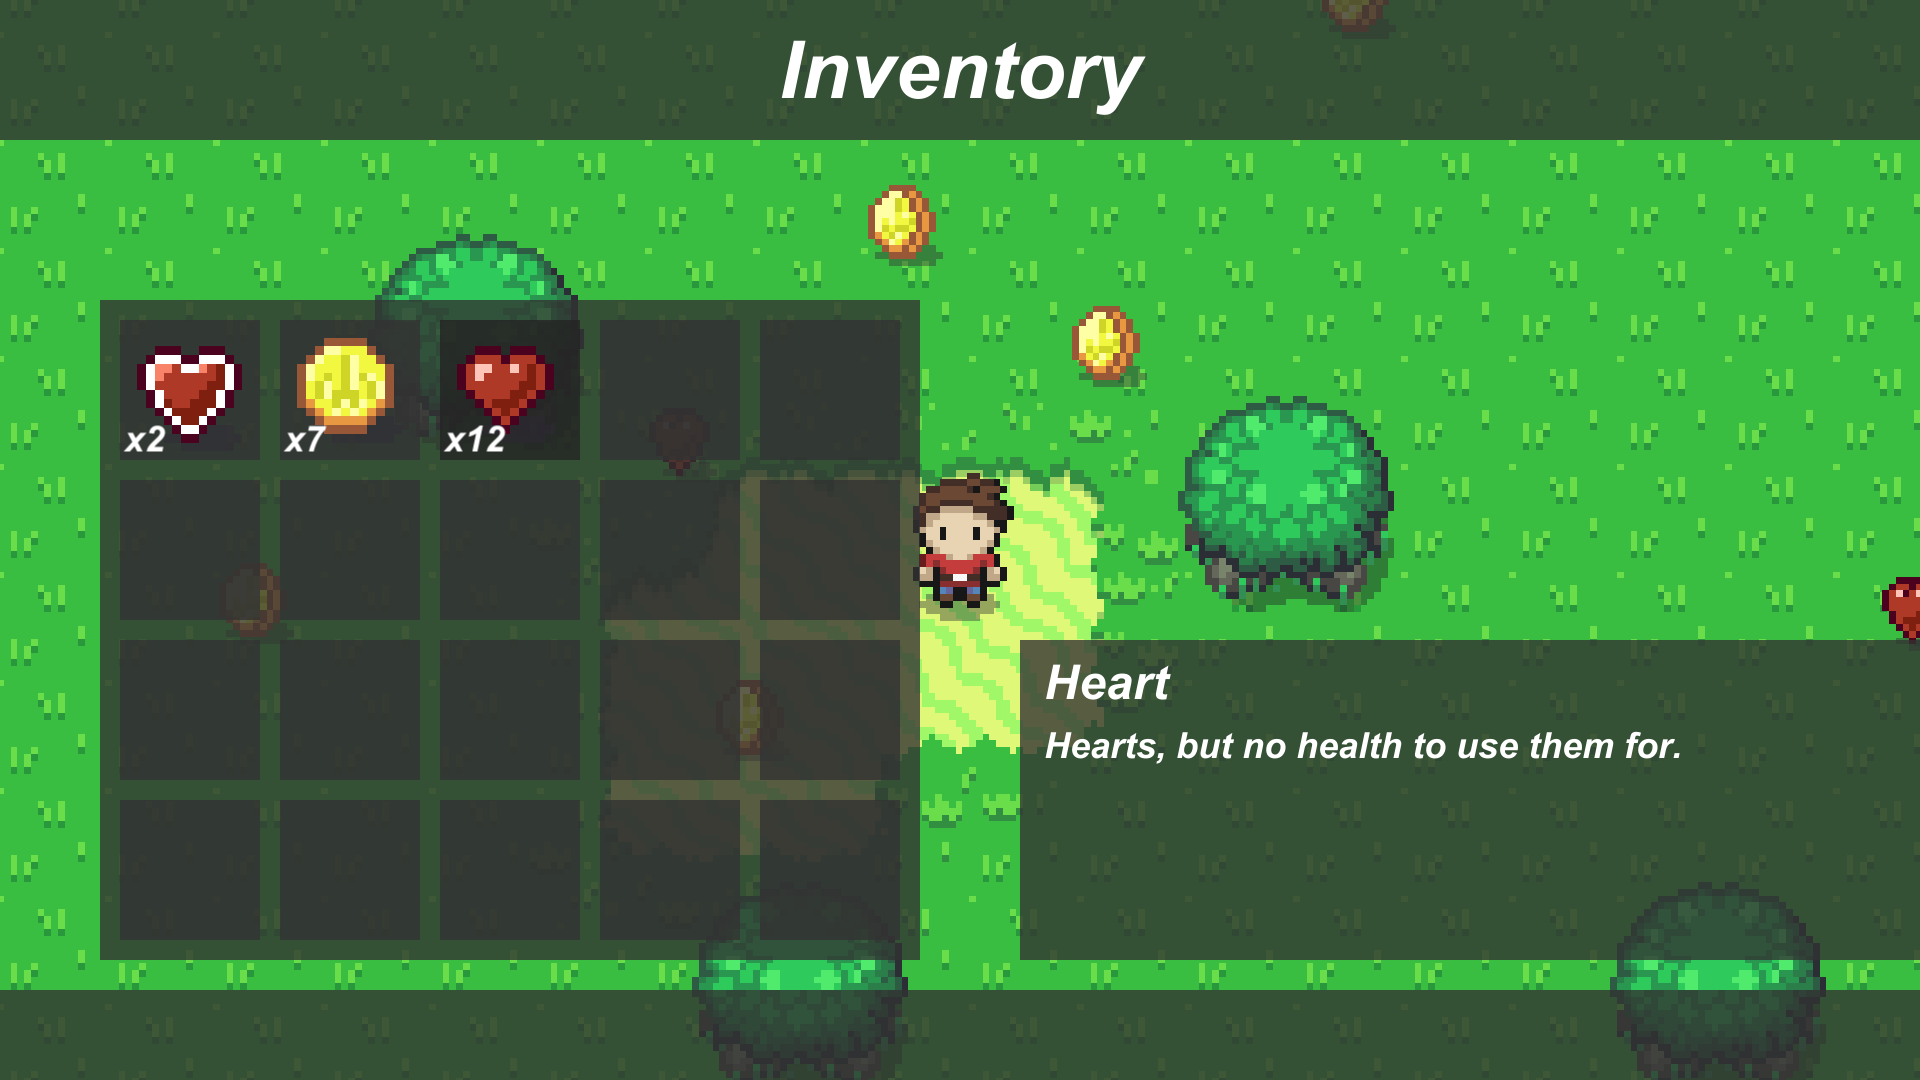 Inventory
x2
x7
x12
Heart
Hearts, but no health to use them for.